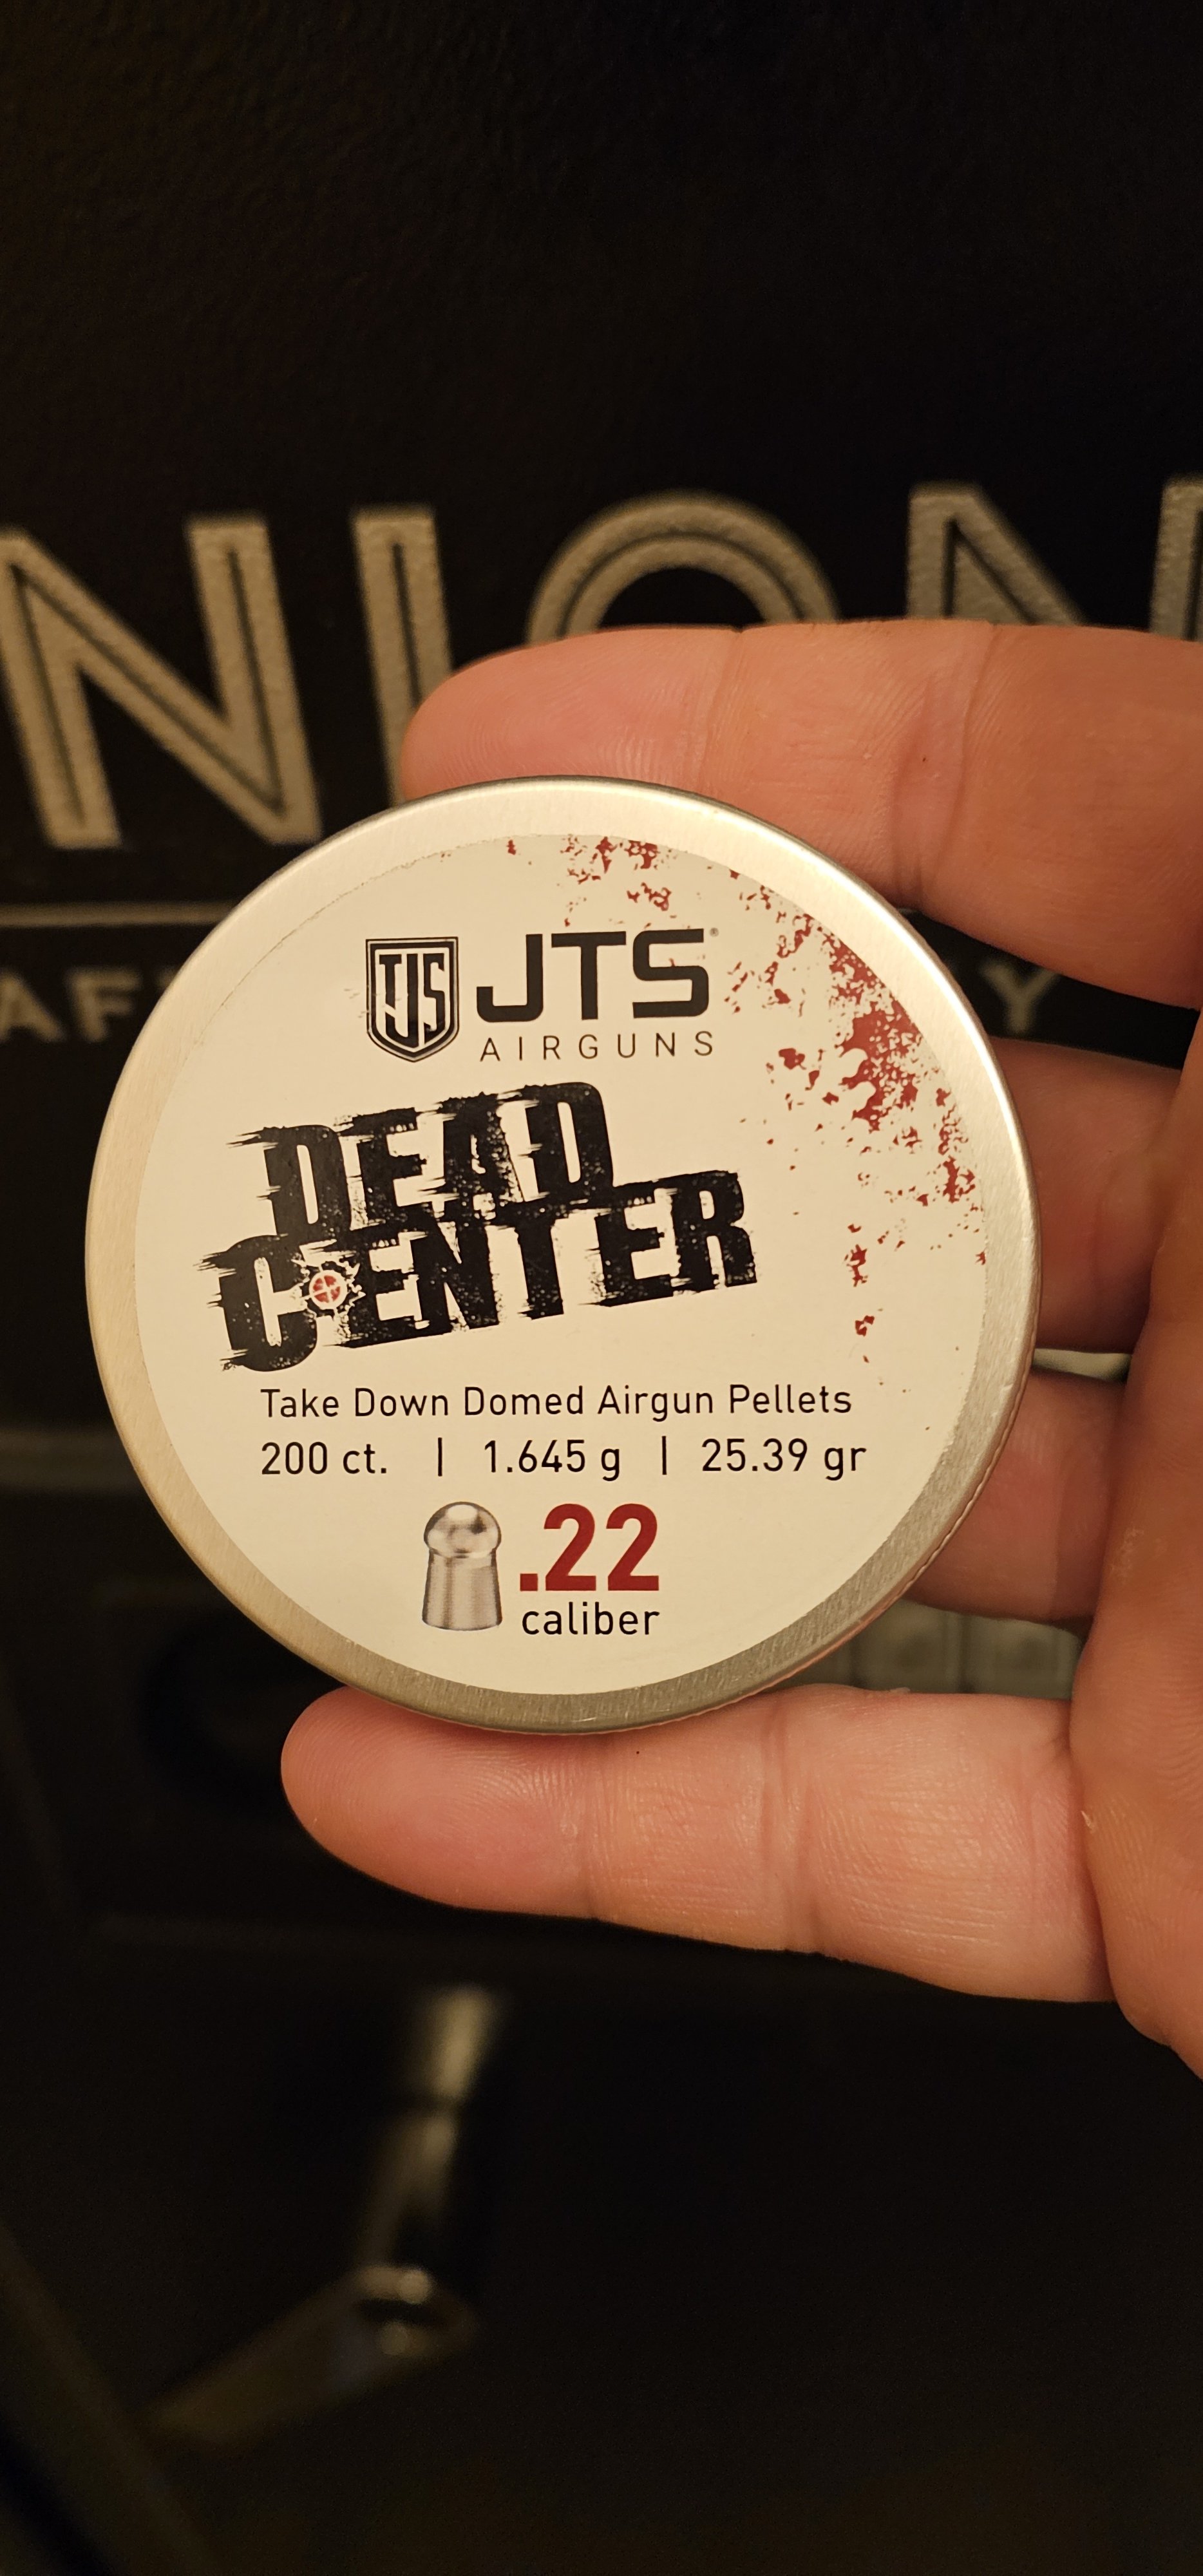 NION
JTS
JTS®
AIRGUNS
DEAD
CENTER
Take Down Domed Airgun Pellets
200 ct. | 1.645 g | 25.39 gr
.22
caliber